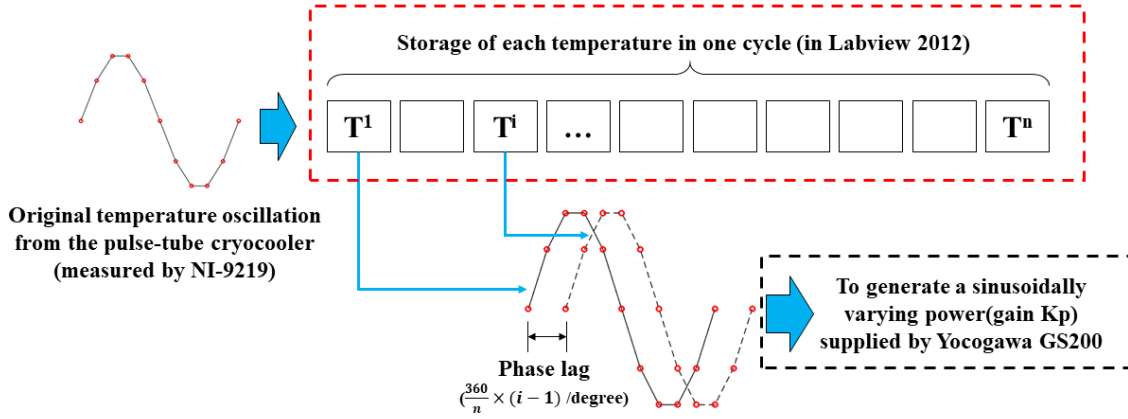 Storage of each temperature in one cycle (in Labview 2012)
T¹ Tⁱ … Tⁿ
Original temperature oscillation
from the pulse-tube cryocooler
(measured by NI-9219)
Phase lag
(360/n × (i − 1) /degree)
To generate a sinusoidally
varying power(gain Kp)
supplied by Yocogawa GS200